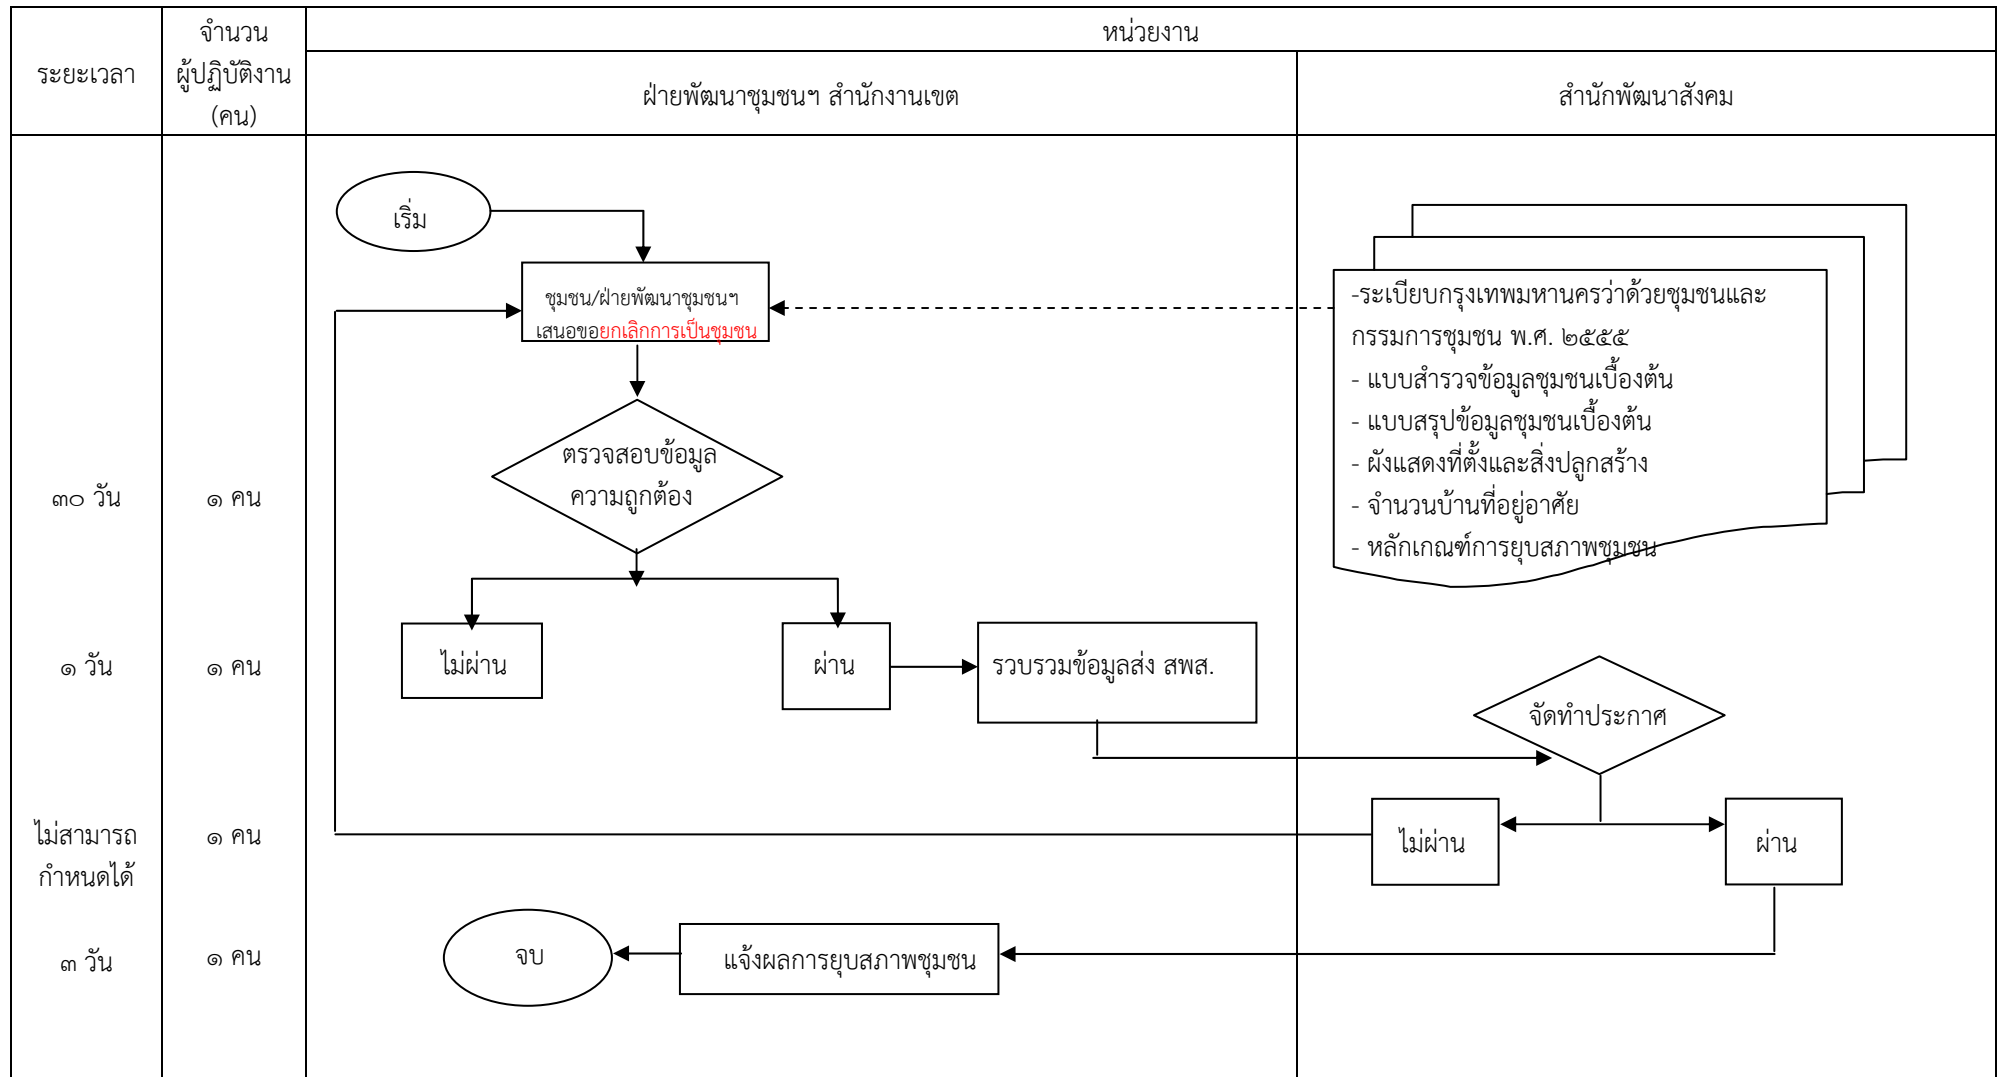 ระยะเวลา
จำนวน
ผู้ปฏิบัติงาน
(คน)
หน่วยงาน
ฝ่ายพัฒนาชุมชนฯ สำนักงานเขต
สำนักพัฒนาสังคม
เริ่ม
ชุมชน/ฝ่ายพัฒนาชุมชนฯ
เสนอขอยกเลิกการเป็นชุมชน
-ระเบียบกรุงเทพมหานครว่าด้วยชุมชนและ
กรรมการชุมชน พ.ศ. ๒๕๕๕
- แบบสำรวจข้อมูลชุมชนเบื้องต้น
- แบบสรุปข้อมูลชุมชนเบื้องต้น
- ผังแสดงที่ตั้งและสิ่งปลูกสร้าง
- จำนวนบ้านที่อยู่อาศัย
- หลักเกณฑ์การยุบสภาพชุมชน
๓๐ วัน
๑ คน
ตรวจสอบข้อมูล
ความถูกต้อง
๑ วัน
๑ คน
ไม่ผ่าน
ผ่าน
รวบรวมข้อมูลส่ง สพส.
จัดทำประกาศ
ไม่สามารถ
กำหนดได้
๑ คน
ไม่ผ่าน
ผ่าน
๓ วัน
๑ คน
จบ
แจ้งผลการยุบสภาพชุมชน